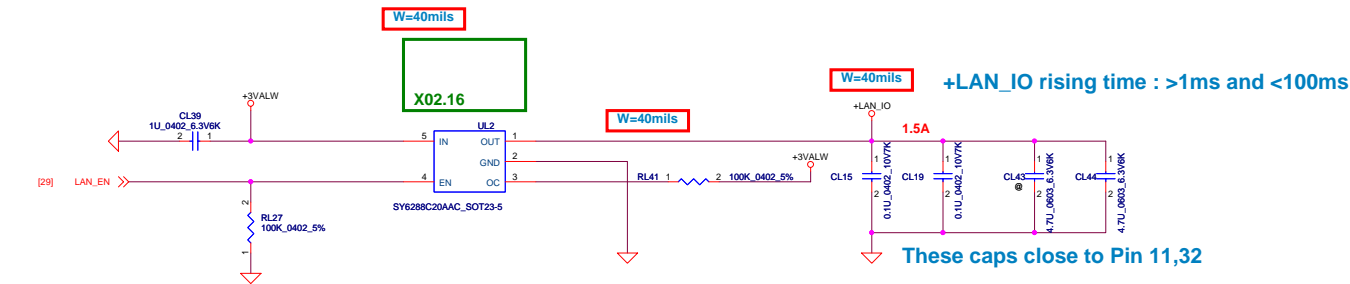 W=40mils
X02.16
W=40mils
W=40mils
+LAN_IO rising time : >1ms and <100ms
+3VALW
CL39
1U_0402_6.3V6K
2
1
UL2
5
IN
OUT
1
GND
2
4
EN
OC
3
SY6288C20AAC_SOT23-5
[29]
LAN_EN
2
RL27
100K_0402_5%
1
RL41
1
2
100K_0402_5%
+3VALW
+LAN_IO
1.5A
1
CL15
2
0.1U_0402_10V7K
1
CL19
2
0.1U_0402_10V7K
1
CL43
@
2
4.7U_0603_6.3V6K
1
CL44
2
4.7U_0603_6.3V6K
These caps close to Pin 11,32